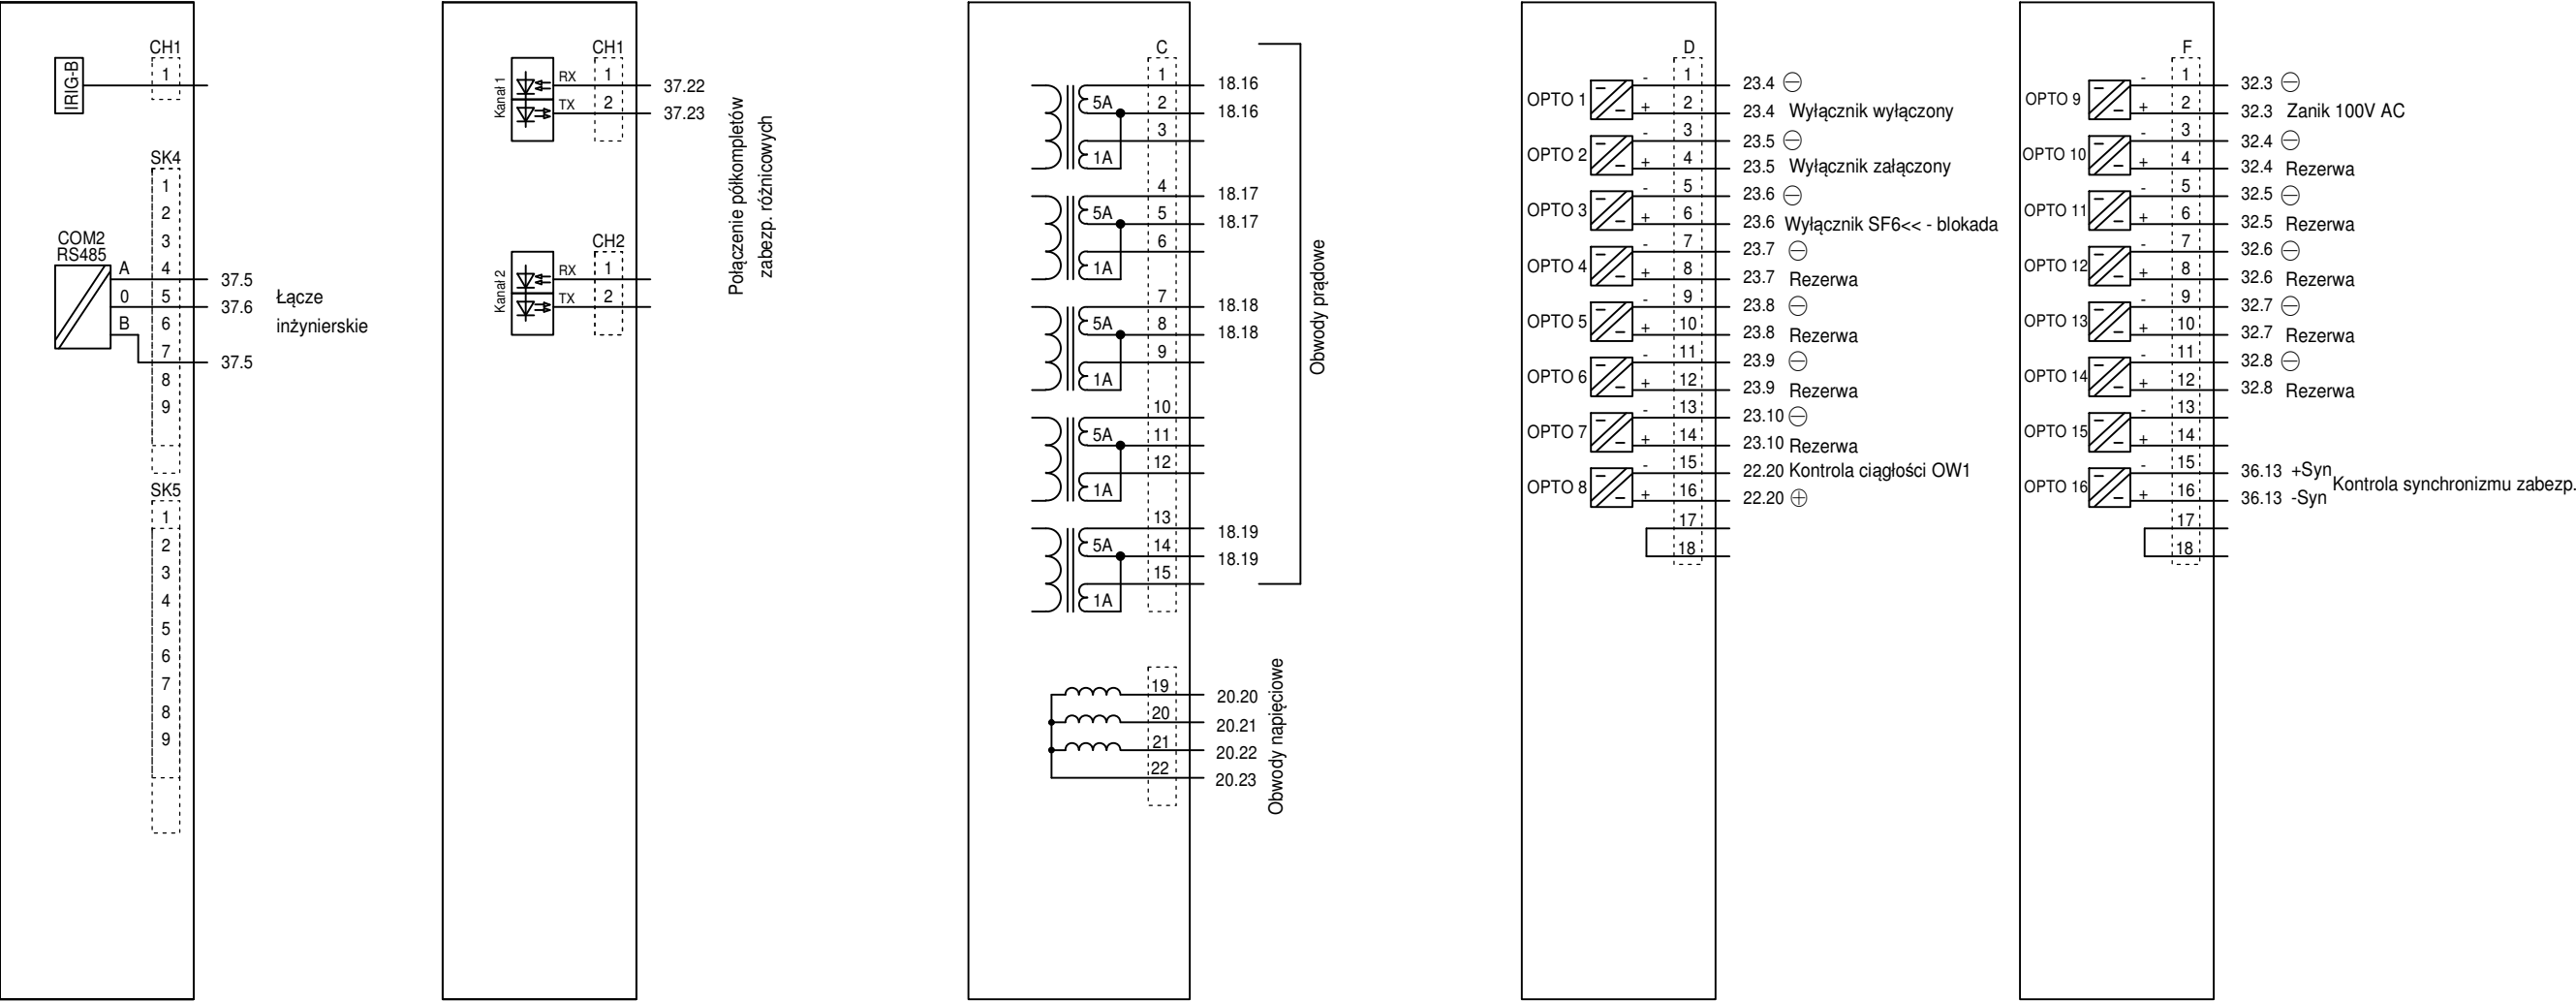 CH1
IRIG-B
1
SK4
1
2
3
COM2
RS485
A
4
37.5
0
5
37.6
Łącze
B
6
inżynierskie
7
37.5
8
9
SK5
1
2
3
4
5
6
7
8
9
CH1
Kanał 1
RX
1
37.22
TX
2
37.23
CH2
Kanał 2
RX
1
TX
2
Połączenie półkompletów
zabezp. różnicowych
C
1
18.16
5A
2
18.16
3
1A
4
18.17
5A
5
18.17
6
1A
7
18.18
5A
8
18.18
9
1A
10
5A
11
12
1A
13
18.19
5A
14
18.19
15
1A
Obwody prądowe
19
20.20
20
20.21
21
20.22
22
20.23
Obwody napięciowe
D
OPTO 1
- 1 23.4 ⊖
+ 2 23.4 Wyłącznik wyłączony
OPTO 2
- 3 23.5 ⊖
+ 4 23.5 Wyłącznik załączony
OPTO 3
- 5 23.6 ⊖
+ 6 23.6 Wyłącznik SF6<< - blokada
OPTO 4
- 7 23.7 ⊖
+ 8 23.7 Rezerwa
OPTO 5
- 9 23.8 ⊖
+ 10 23.8 Rezerwa
OPTO 6
- 11 23.9 ⊖
+ 12 23.9 Rezerwa
OPTO 7
- 13 23.10 ⊖
+ 14 23.10 Rezerwa
OPTO 8
- 15 22.20 Kontrola ciągłości OW1
+ 16 22.20 ⊕
17
18
F
OPTO 9
- 1 32.3 ⊖
+ 2 32.3 Zanik 100V AC
OPTO 10
- 3 32.4 ⊖
+ 4 32.4 Rezerwa
OPTO 11
- 5 32.5 ⊖
+ 6 32.5 Rezerwa
OPTO 12
- 7 32.6 ⊖
+ 8 32.6 Rezerwa
OPTO 13
- 9 32.7 ⊖
+ 10 32.7 Rezerwa
OPTO 14
- 11 32.8 ⊖
+ 12 32.8 Rezerwa
OPTO 15
- 13
+ 14
OPTO 16
- 15 36.13 +Syn
+ 16 36.13 -Syn
Kontrola synchronizmu zabezp.
17
18